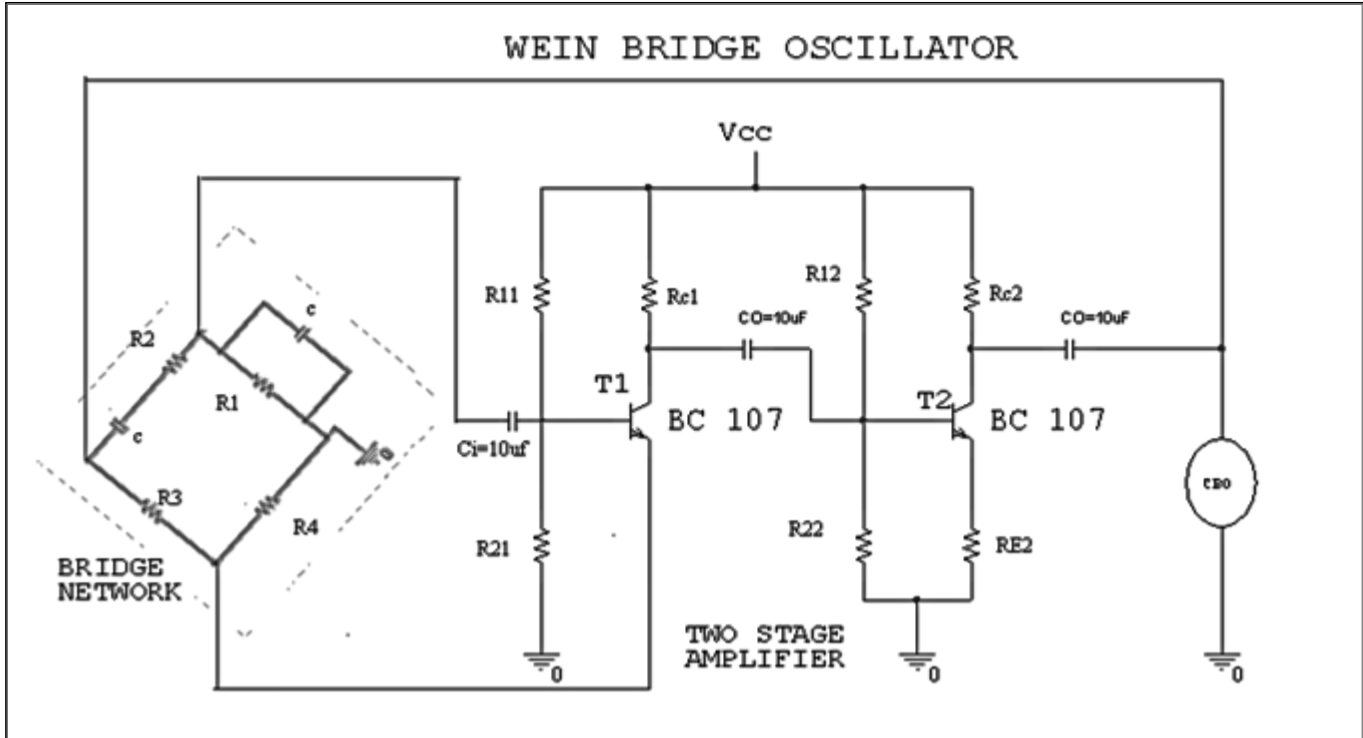 WEIN BRIDGE OSCILLATOR
Vcc
R11
Rc1
R12
Rc2
CO=10uF
CO=10uF
c
R2
R1
c
R3
R4
0
T1
BC 107
T2
BC 107
Ci=10uf
R21
R22
RE2
BRIDGE
NETWORK
TWO STAGE
AMPLIFIER
0
0
0